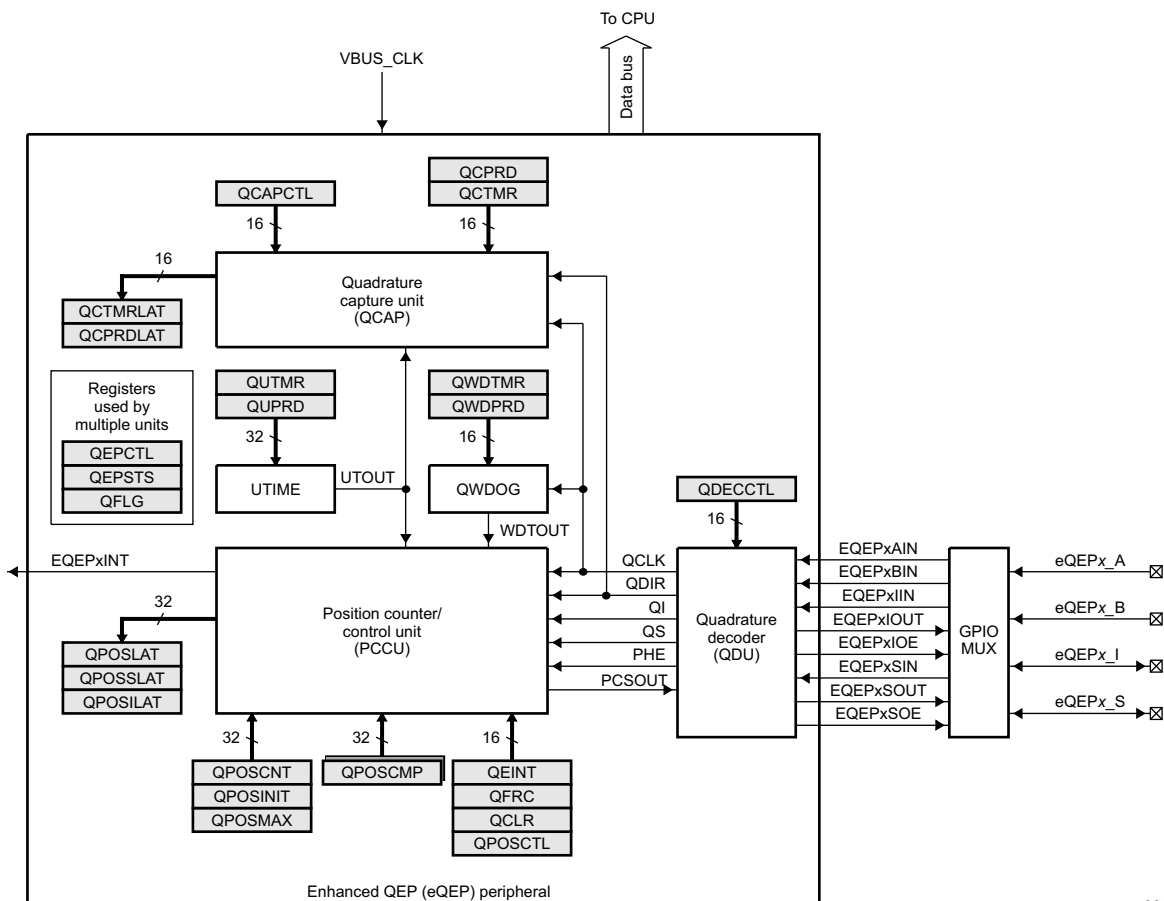 To CPU
VBUS_CLK
Data bus
QCPRD
QCAPCTL
QCTMR
16
16
16
Quadrature
capture unit
(QCAP)
QCTMRLAT
QCPRDLAT
Registers
used by
multiple units
QEPCTL
QEPSTS
QFLG
QUTMR
QUPRD
32
UTIME
UTOUT
QWDTMR
QWDPRD
16
QWDOG
WDTOUT
QDECCTL
16
EQEPxINT
32
QPOSLAT
QPOSSLAT
QPOSILAT
Position counter/
control unit
(PCCU)
QCLK
QDIR
QI
QS
PHE
PCSOUT
Quadrature
decoder
(QDU)
EQEPxAIN
EQEPxBIN
EQEPxIIN
EQEPxIOUT
EQEPxIOE
EQEPxSIN
EQEPxSOUT
EQEPxSOE
GPIO
MUX
eQEPx_A
eQEPx_B
eQEPx_I
eQEPx_S
32
32
16
QPOSCNT
QPOSINIT
QPOSMAX
QPOSCMP
QEINT
QFRC
QCLR
QPOSCTL
Enhanced QEP (eQEP) peripheral